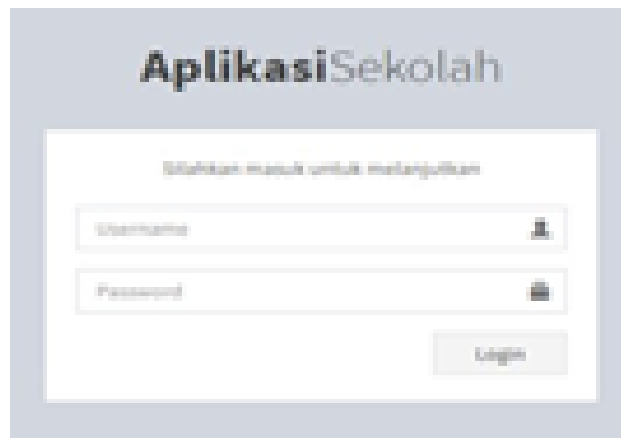 AplikasiSekolah
Silahkan masuk untuk melanjutkan
Username
Password
Login